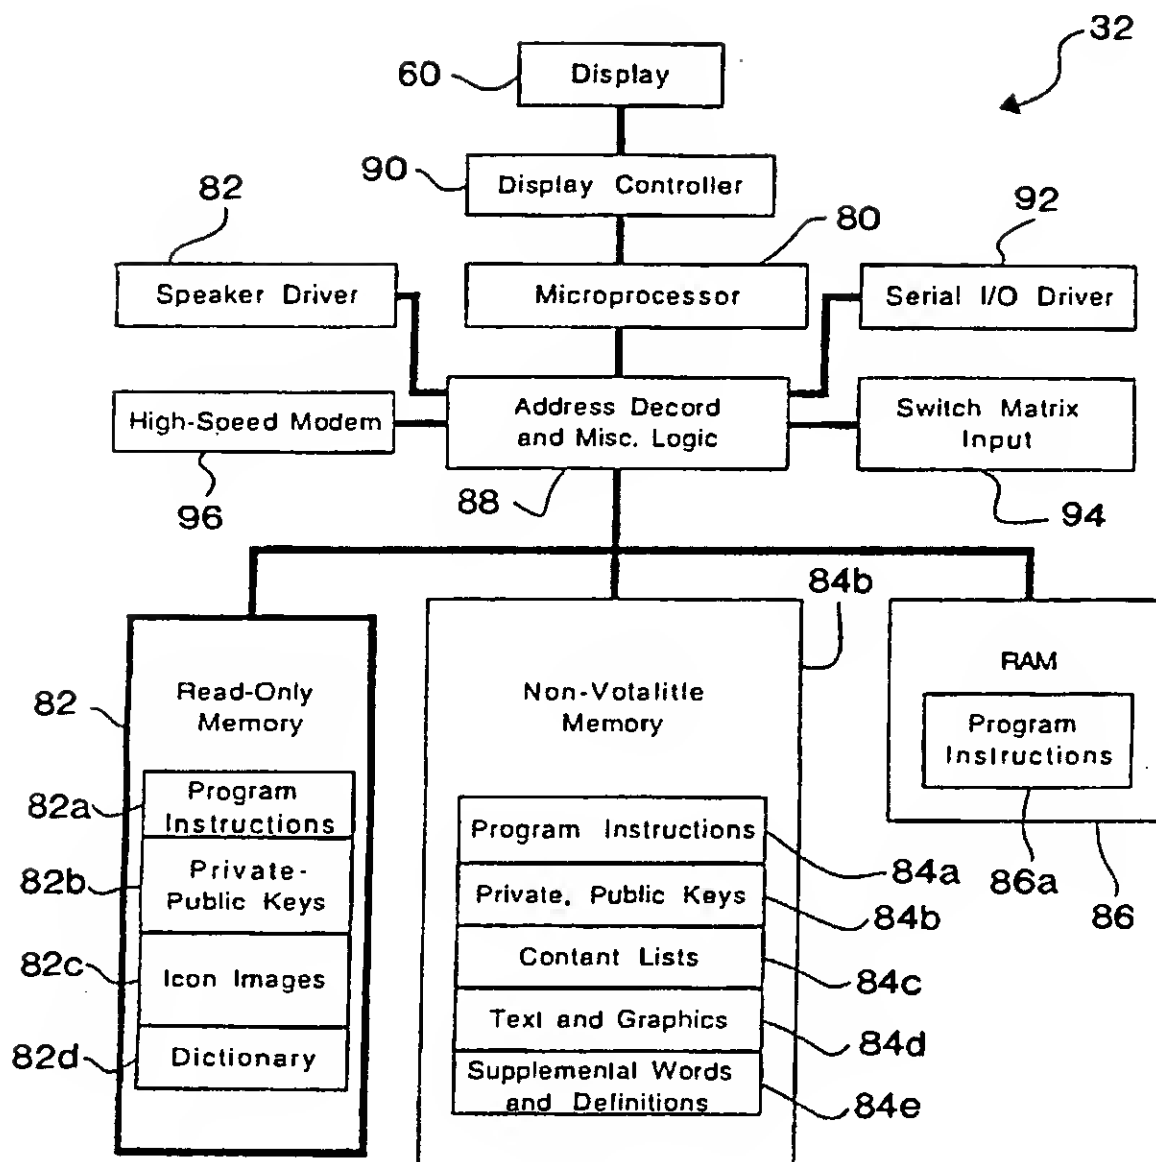 32
60
Display
90
Display Controller
82
80
92
Speaker Driver
Microprocessor
Serial I/O Driver
High-Speed Modem
Address Decord
and Misc. Logic
Switch Matrix
Input
96
88
94
84b
82
Read-Only
Memory
Non-Votalitle
Memory
RAM
Program
Instructions
82a
Program
Instructions
82b
Private-
Public Keys
82c
Icon Images
82d
Dictionary
Program Instructions
84a
Private, Public Keys
84b
Contant Lists
84c
Text and Graphics
84d
Supplemental Words
and Definitions
84e
86a
86